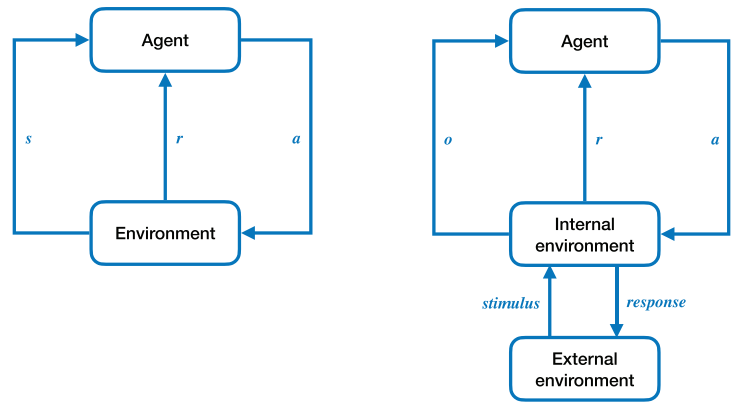 Agent
s
r
a
Environment
Agent
o
r
a
Internal
environment
stimulus
response
External
environment